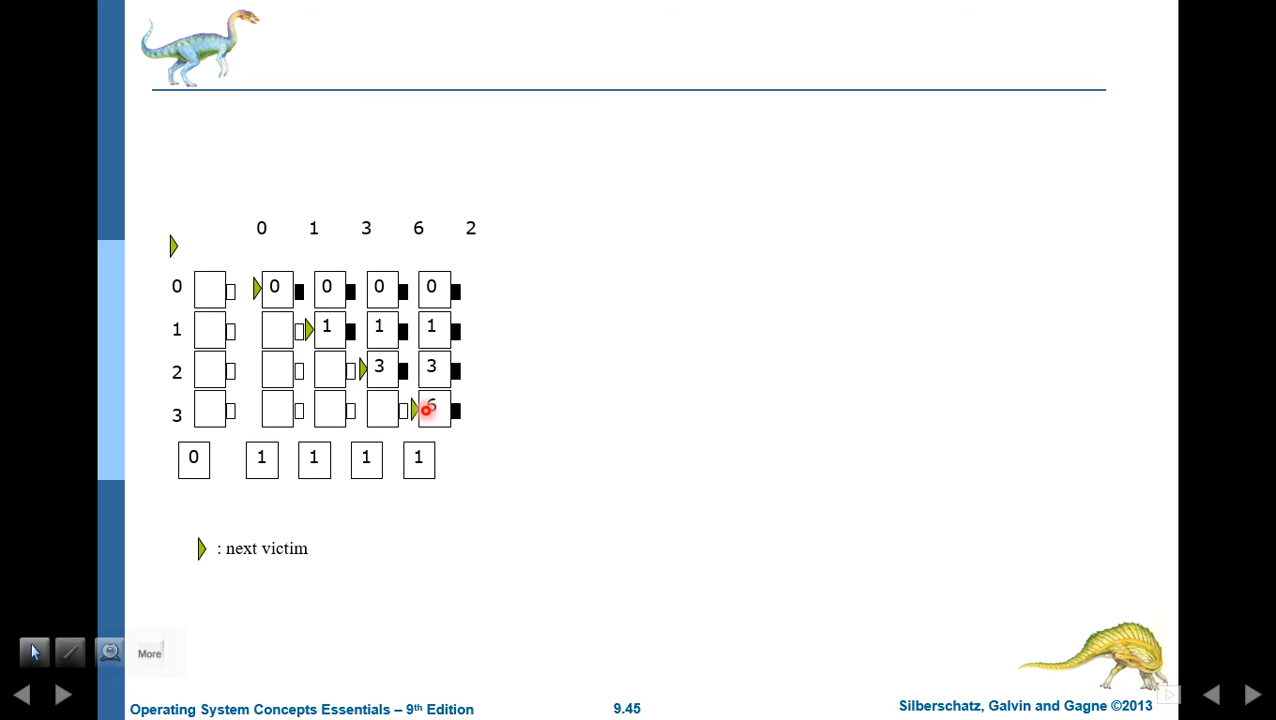 0 1 3 6 2
0 0 0 0 0
1 1 1 1
2 3 3
3 6
0 1 1 1 1
: next victim
More
Operating System Concepts Essentials – 9th Edition 9.45 Silberschatz, Galvin and Gagne ©2013